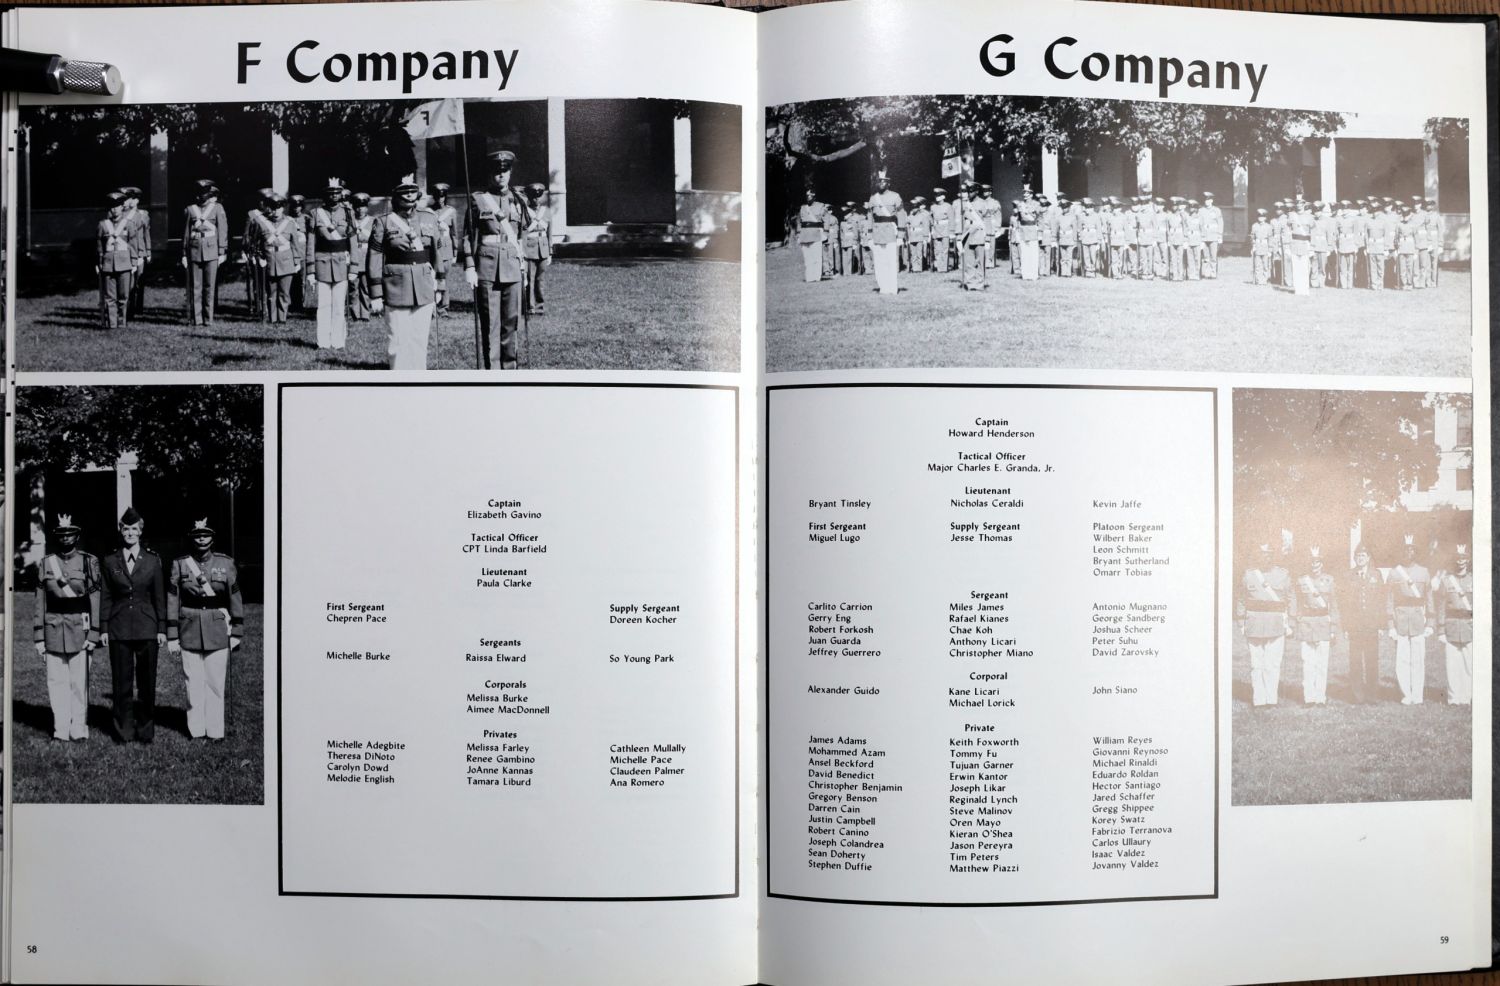 F Company
F
Captain
Elizabeth Gavino
Tactical Officer
CPT Linda Barfield
Lieutenant
Paula Clarke
First Sergeant
Chepren Pace
Supply Sergeant
Doreen Kocher
Sergeants
Michelle Burke
Raissa Elward
So Young Park
Corporals
Melissa Burke
Aimee MacDonnell
Privates
Michelle Adegbite
Theresa DiNoto
Carolyn Dowd
Melodie English
Melissa Farley
Renee Gambino
JoAnne Kannas
Tamara Liburd
Cathleen Mullally
Michelle Pace
Claudeen Palmer
Ana Romero
58
G Company
Captain
Howard Henderson
Tactical Officer
Major Charles E. Granda, Jr.
Lieutenant
Bryant Tinsley
Nicholas Ceraldi
Kevin Jaffe
First Sergeant
Miguel Lugo
Supply Sergeant
Jesse Thomas
Platoon Sergeant
Wilbert Baker
Leon Schmitt
Bryant Sutherland
Omarr Tobias
Sergeant
Carlito Carrion
Gerry Eng
Robert Forkosh
Juan Guarda
Jeffrey Guerrero
Miles James
Rafael Kianes
Chae Koh
Anthony Licari
Christopher Miano
Antonio Mugnano
George Sandberg
Joshua Scheer
Peter Suhu
David Zarovsky
Corporal
Alexander Guido
Kane Licari
Michael Lorick
John Siano
Private
James Adams
Mohammed Azam
Ansel Beckford
David Benedict
Christopher Benjamin
Gregory Benson
Darren Cain
Justin Campbell
Robert Canino
Joseph Colandrea
Sean Doherty
Stephen Duffie
Keith Foxworth
Tommy Fu
Tujuan Garner
Erwin Kantor
Joseph Likar
Reginald Lynch
Steve Malinov
Oren Mayo
Kieran O'Shea
Jason Pereyra
Tim Peters
Matthew Piazzi
William Reyes
Giovanni Reynoso
Michael Rinaldi
Eduardo Roldan
Hector Santiago
Jared Schaffer
Gregg Shippee
Korey Swatz
Fabrizio Terranova
Carlos Ullaury
Isaac Valdez
Jovanny Valdez
59